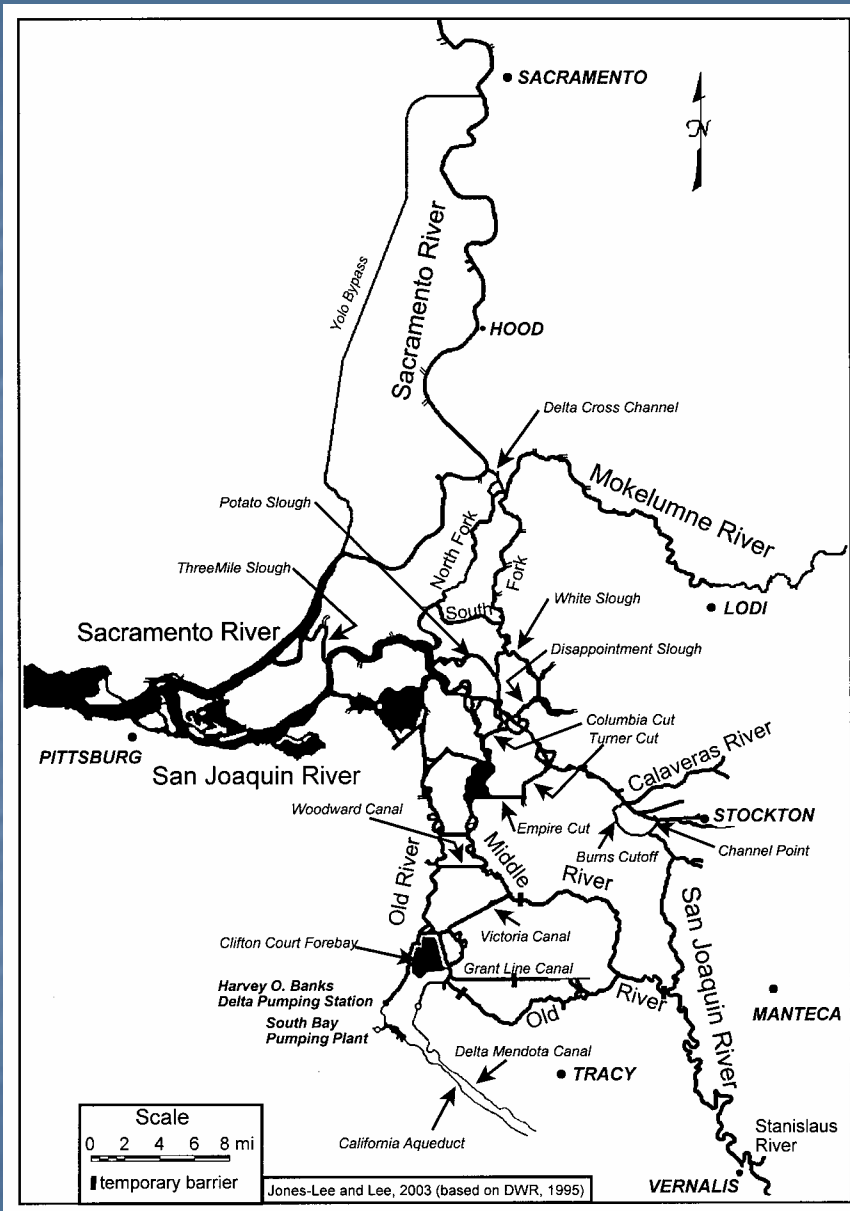 SACRAMENTO
N
Sacramento River
Yolo Bypass
HOOD
Delta Cross Channel
Mokelumne River
Potato Slough
North Fork
Fork
ThreeMile Slough
South
White Slough
LODI
Sacramento River
Disappointment Slough
Columbia Cut
Turner Cut
PITTSBURG
San Joaquin River
Calaveras River
Woodward Canal
STOCKTON
Empire Cut
Channel Point
Burns Cutoff
Middle
River
Old River
San Joaquin River
Victoria Canal
Clifton Court Forebay
Grant Line Canal
Harvey O. Banks
Delta Pumping Station
River
Old
MANTECA
South Bay
Pumping Plant
Delta Mendota Canal
TRACY
Scale
0 2 4 6 8 mi
temporary barrier
California Aqueduct
Stanislaus
River
VERNALIS
Jones-Lee and Lee, 2003 (based on DWR, 1995)